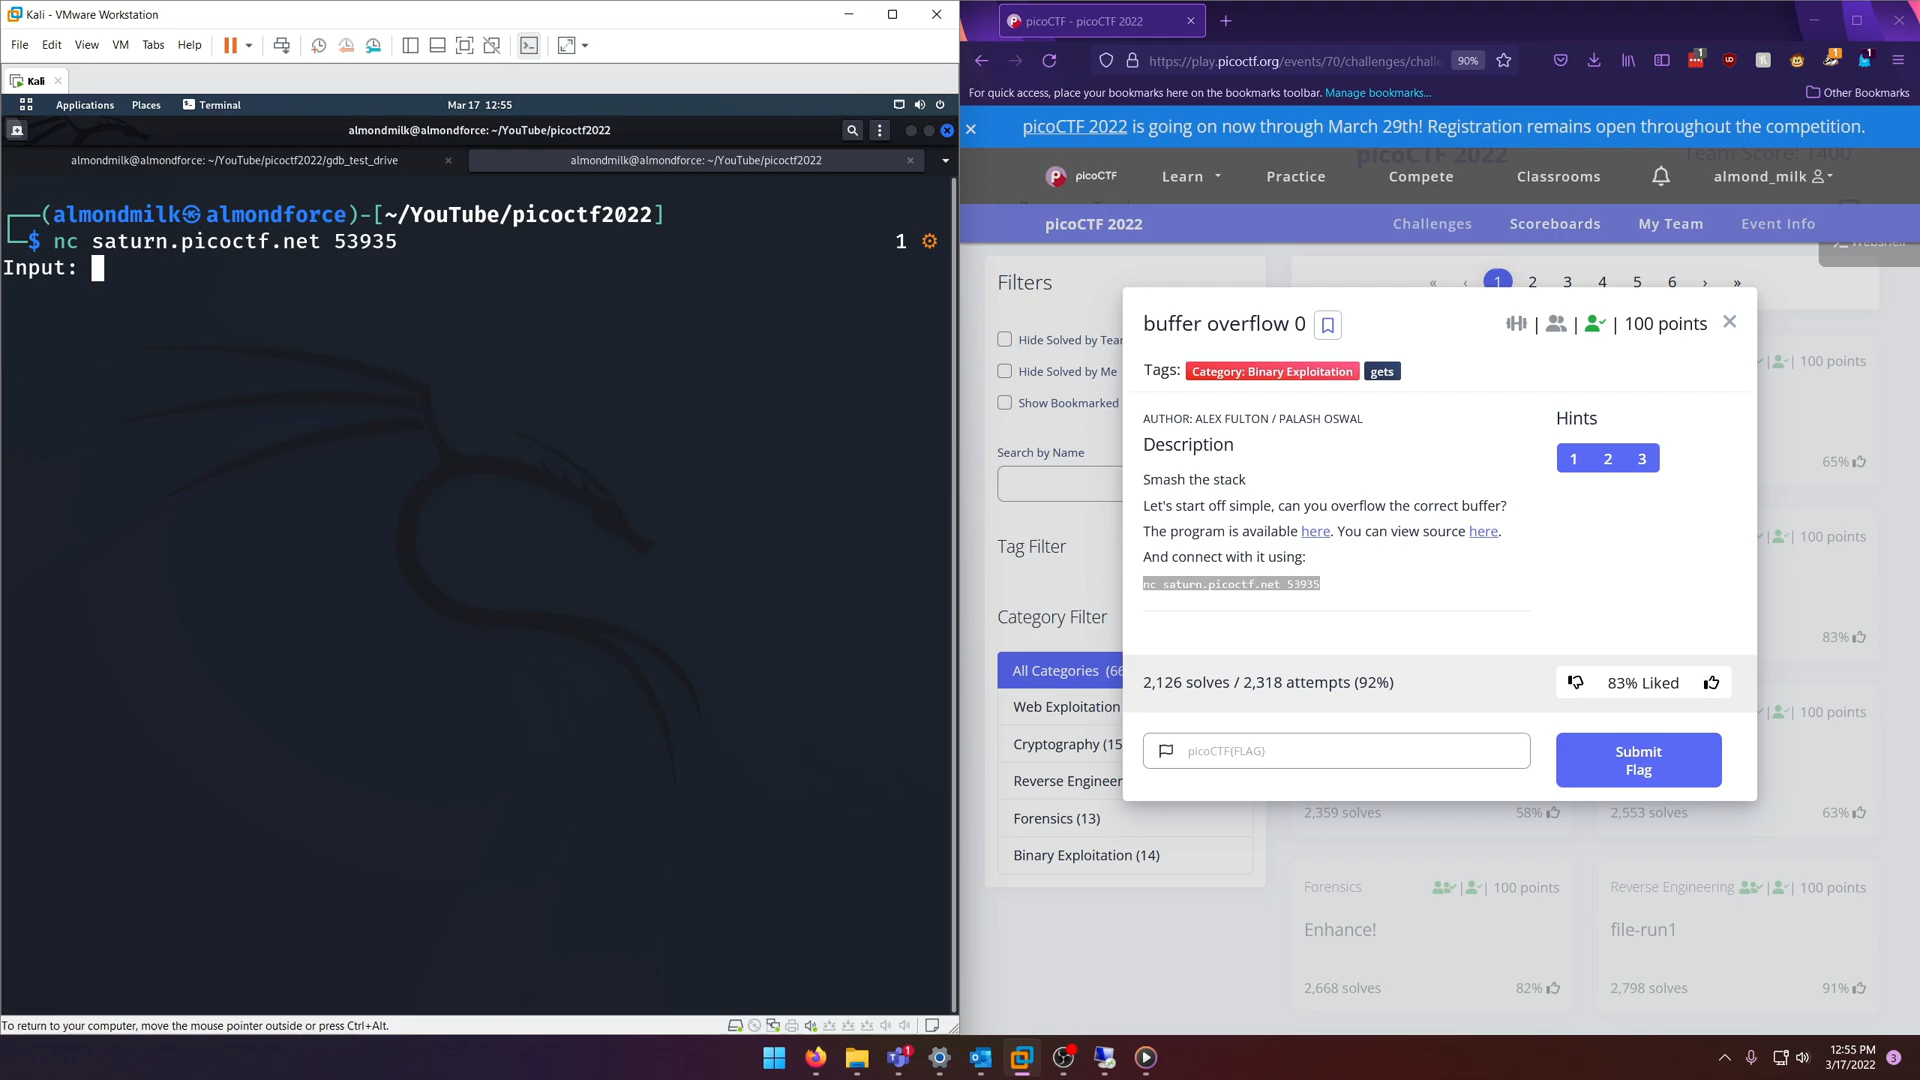 Kali - VMware Workstation
File Edit View VM Tabs Help
Kali
Applications Places Terminal Mar 17 12:55
almondmilk@almondforce: ~/YouTube/picoctf2022
almondmilk@almondforce: ~/YouTube/picoctf2022/gdb_test_drive
almondmilk@almondforce: ~/YouTube/picoctf2022
(almondmilk㉿almondforce)-[~/YouTube/picoctf2022]
$ nc saturn.picoctf.net 53935 1
Input:
To return to your computer, move the mouse pointer outside or press Ctrl+Alt.
picoCTF - picoCTF 2022
https://play.picoctf.org/events/70/challenges/challe
90%
For quick access, place your bookmarks here on the bookmarks toolbar. Manage bookmarks...
Other Bookmarks
picoCTF 2022 is going on now through March 29th! Registration remains open throughout the competition.
picoCTF 2022 Team Score: 1400
picoCTF Learn Practice Compete Classrooms almond_milk
picoCTF 2022 Challenges Scoreboards My Team Event Info
Webshell
Filters
Hide Solved by Tea
Hide Solved by Me
Show Bookmarked
Search by Name
Tag Filter
Category Filter
All Categories (66
Web Exploitation
Cryptography (15
Reverse Engineer
Forensics (13)
Binary Exploitation (14)
« ‹ 1 2 3 4 5 6 › »
buffer overflow 0
| | 100 points
Tags: Category: Binary Exploitation gets
AUTHOR: ALEX FULTON / PALASH OSWAL
Description
Smash the stack
Let's start off simple, can you overflow the correct buffer?
The program is available here. You can view source here.
And connect with it using:
nc saturn.picoctf.net 53935
Hints
1 2 3
2,126 solves / 2,318 attempts (92%)
83% Liked
picoCTF{FLAG}
Submit
Flag
| 100 points
65%
| 100 points
83%
| 100 points
2,359 solves 58%
2,553 solves 63%
Forensics | 100 points
Enhance!
2,668 solves 82%
Reverse Engineering | 100 points
file-run1
2,798 solves 91%
12:55 PM
3/17/2022
3